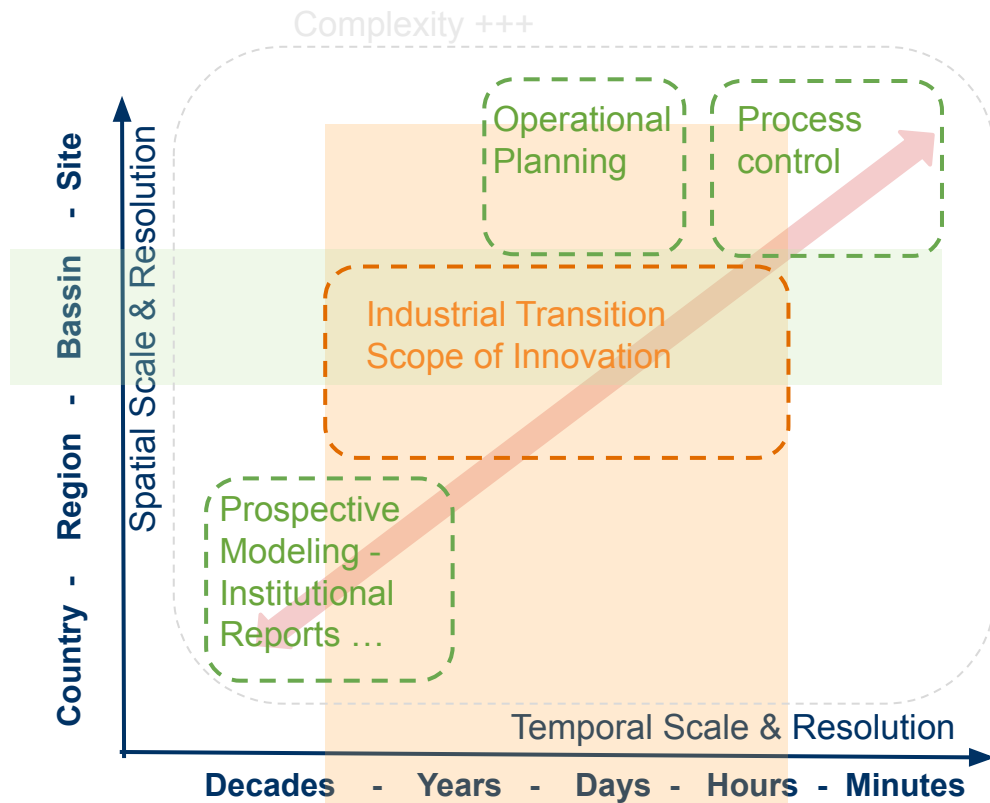 Complexity +++
Operational
Planning
Process
control
Country - Region - Bassin - Site
Spatial Scale & Resolution
Industrial Transition
Scope of Innovation
Prospective
Modeling -
Institutional
Reports …
Temporal Scale & Resolution
Decades - Years - Days - Hours - Minutes